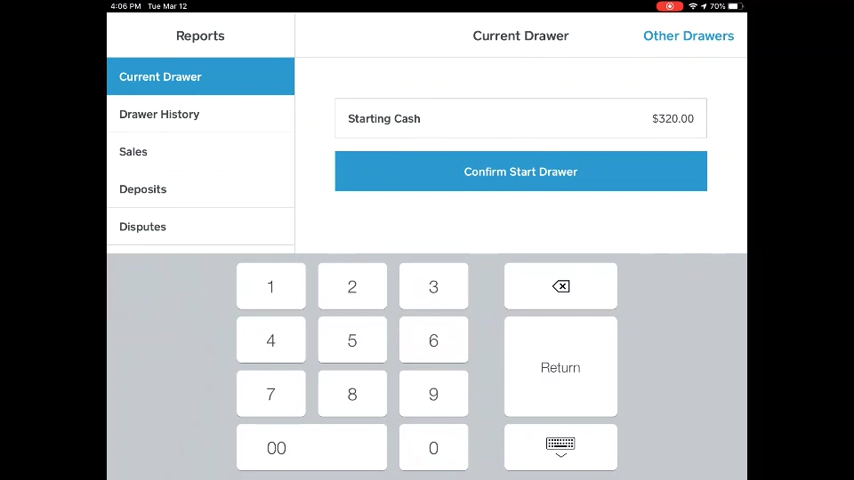 4:06 PM Tue Mar 12
70%
Reports
Current Drawer
Other Drawers
Current Drawer
Drawer History
Sales
Deposits
Disputes
Starting Cash $320.00
Confirm Start Drawer
1 2 3
4 5 6
Return
7 8 9
00 0